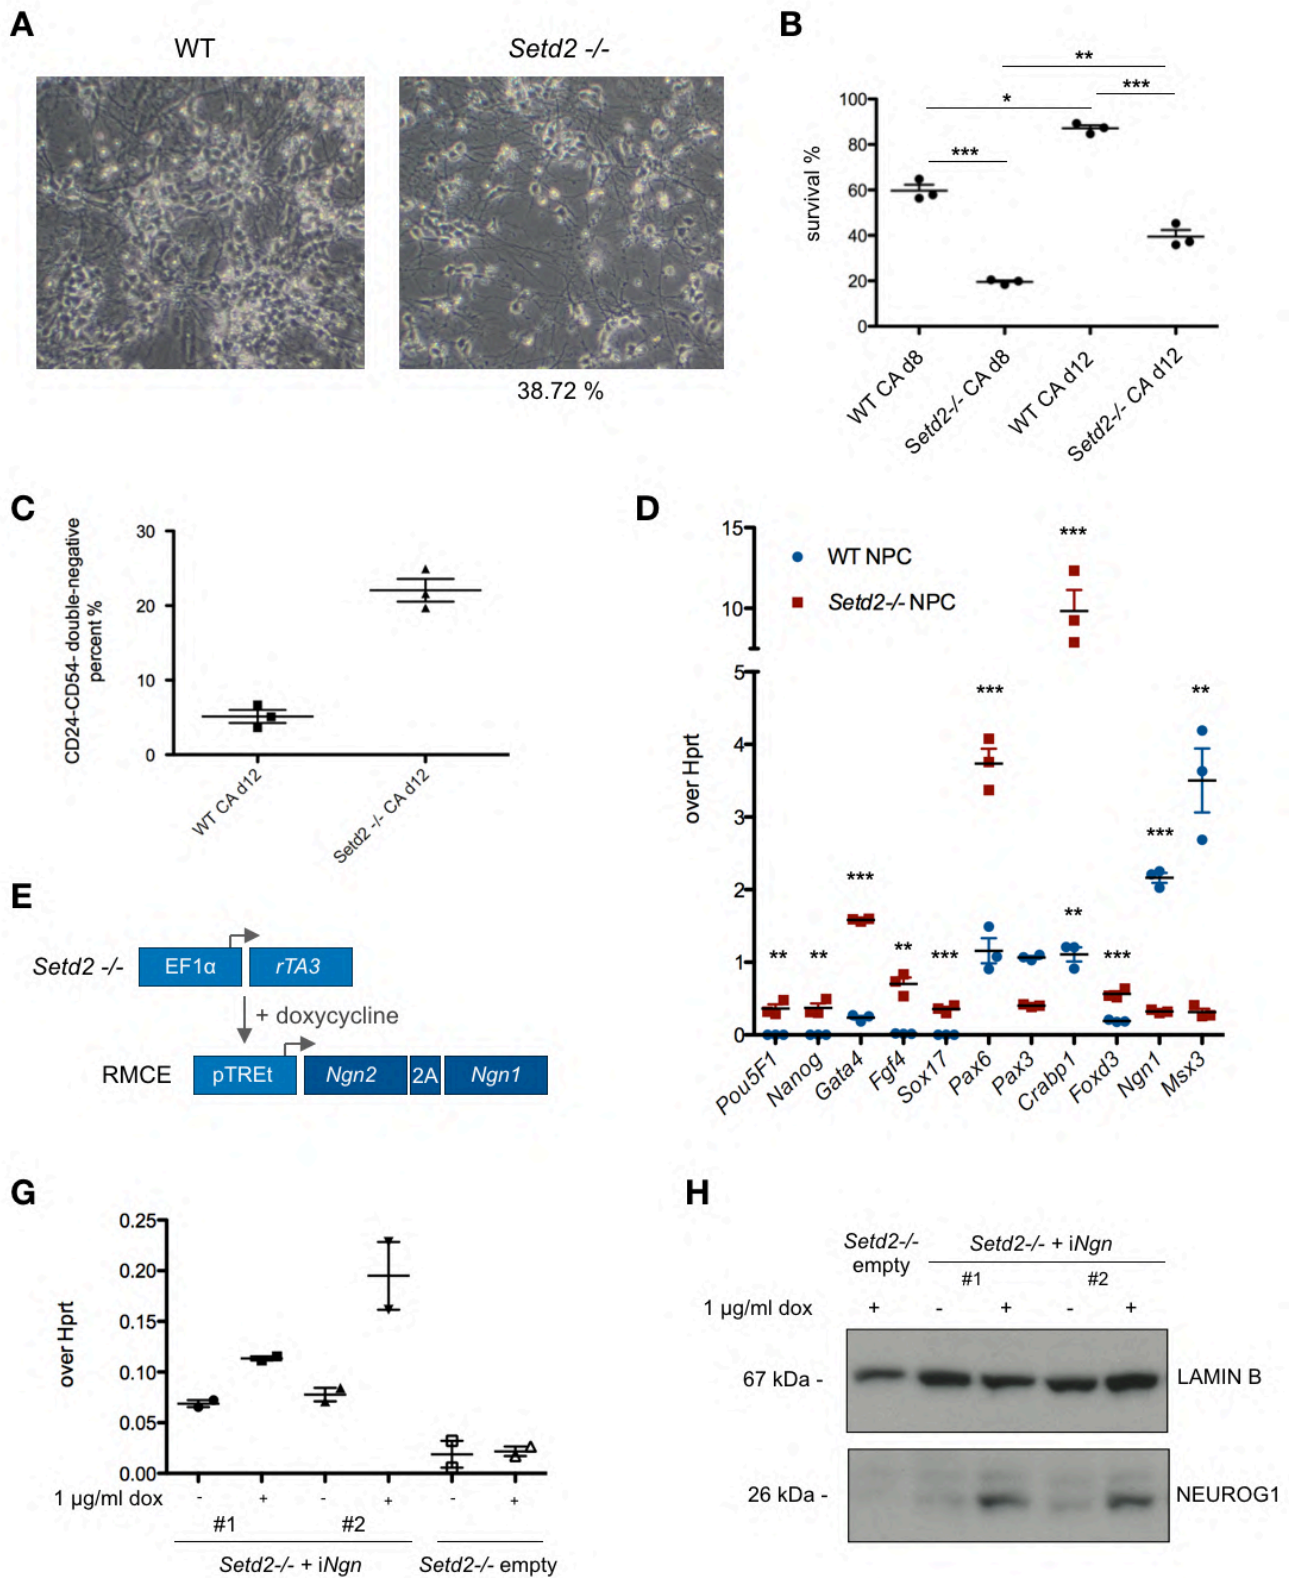 A
WT
Setd2 -/-
38.72 %
B
**
***
*
***
survival %
100
80
60
40
20
0
WT CA d8
Setd2-/- CA d8
WT CA d12
Setd2-/- CA d12
C
CD24-CD54- double-negative
percent %
30
20
10
0
WT CA d12
Setd2 -/- CA d12
D
WT NPC
Setd2-/- NPC
over Hprt
15
10
5
4
3
2
1
0
**
**
***
**
***
***
***
**
***
***
**
Pou5F1
Nanog
Gata4
Fgf4
Sox17
Pax6
Pax3
Crabp1
Foxd3
Ngn1
Msx3
E
Setd2 -/-
EF1α
rTA3
+ doxycycline
RMCE
pTREt
Ngn2
2A
Ngn1
G
over Hprt
0.25
0.20
0.15
0.10
0.05
0.00
1 µg/ml dox - + - + - +
#1 #2
Setd2-/- + iNgn Setd2-/- empty
H
Setd2-/-
empty
Setd2-/- + iNgn
#1 #2
1 µg/ml dox + - + - +
67 kDa - LAMIN B
26 kDa - NEUROG1